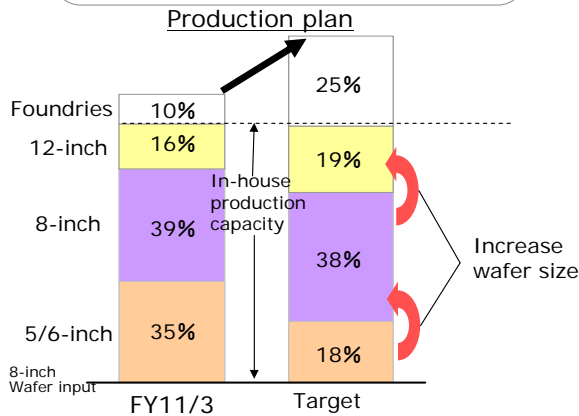 Production plan
Foundries
10%
25%
12-inch
16%
19%
In-house
production
capacity
8-inch
39%
38%
Increase
wafer size
5/6-inch
35%
18%
8-inch
Wafer input
FY11/3
Target